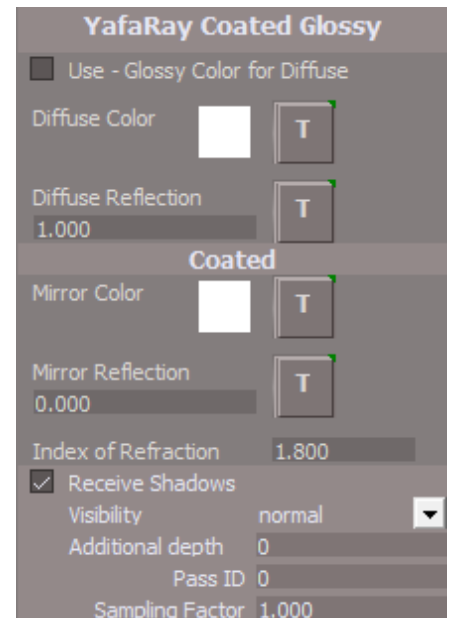 YafaRay Coated Glossy
Use - Glossy Color for Diffuse
Diffuse Color T
Diffuse Reflection T
1.000
Coated
Mirror Color T
Mirror Reflection T
0.000
Index of Refraction 1.800
Receive Shadows
Visibility normal
Additional depth 0
Pass ID 0
Sampling Factor 1.000